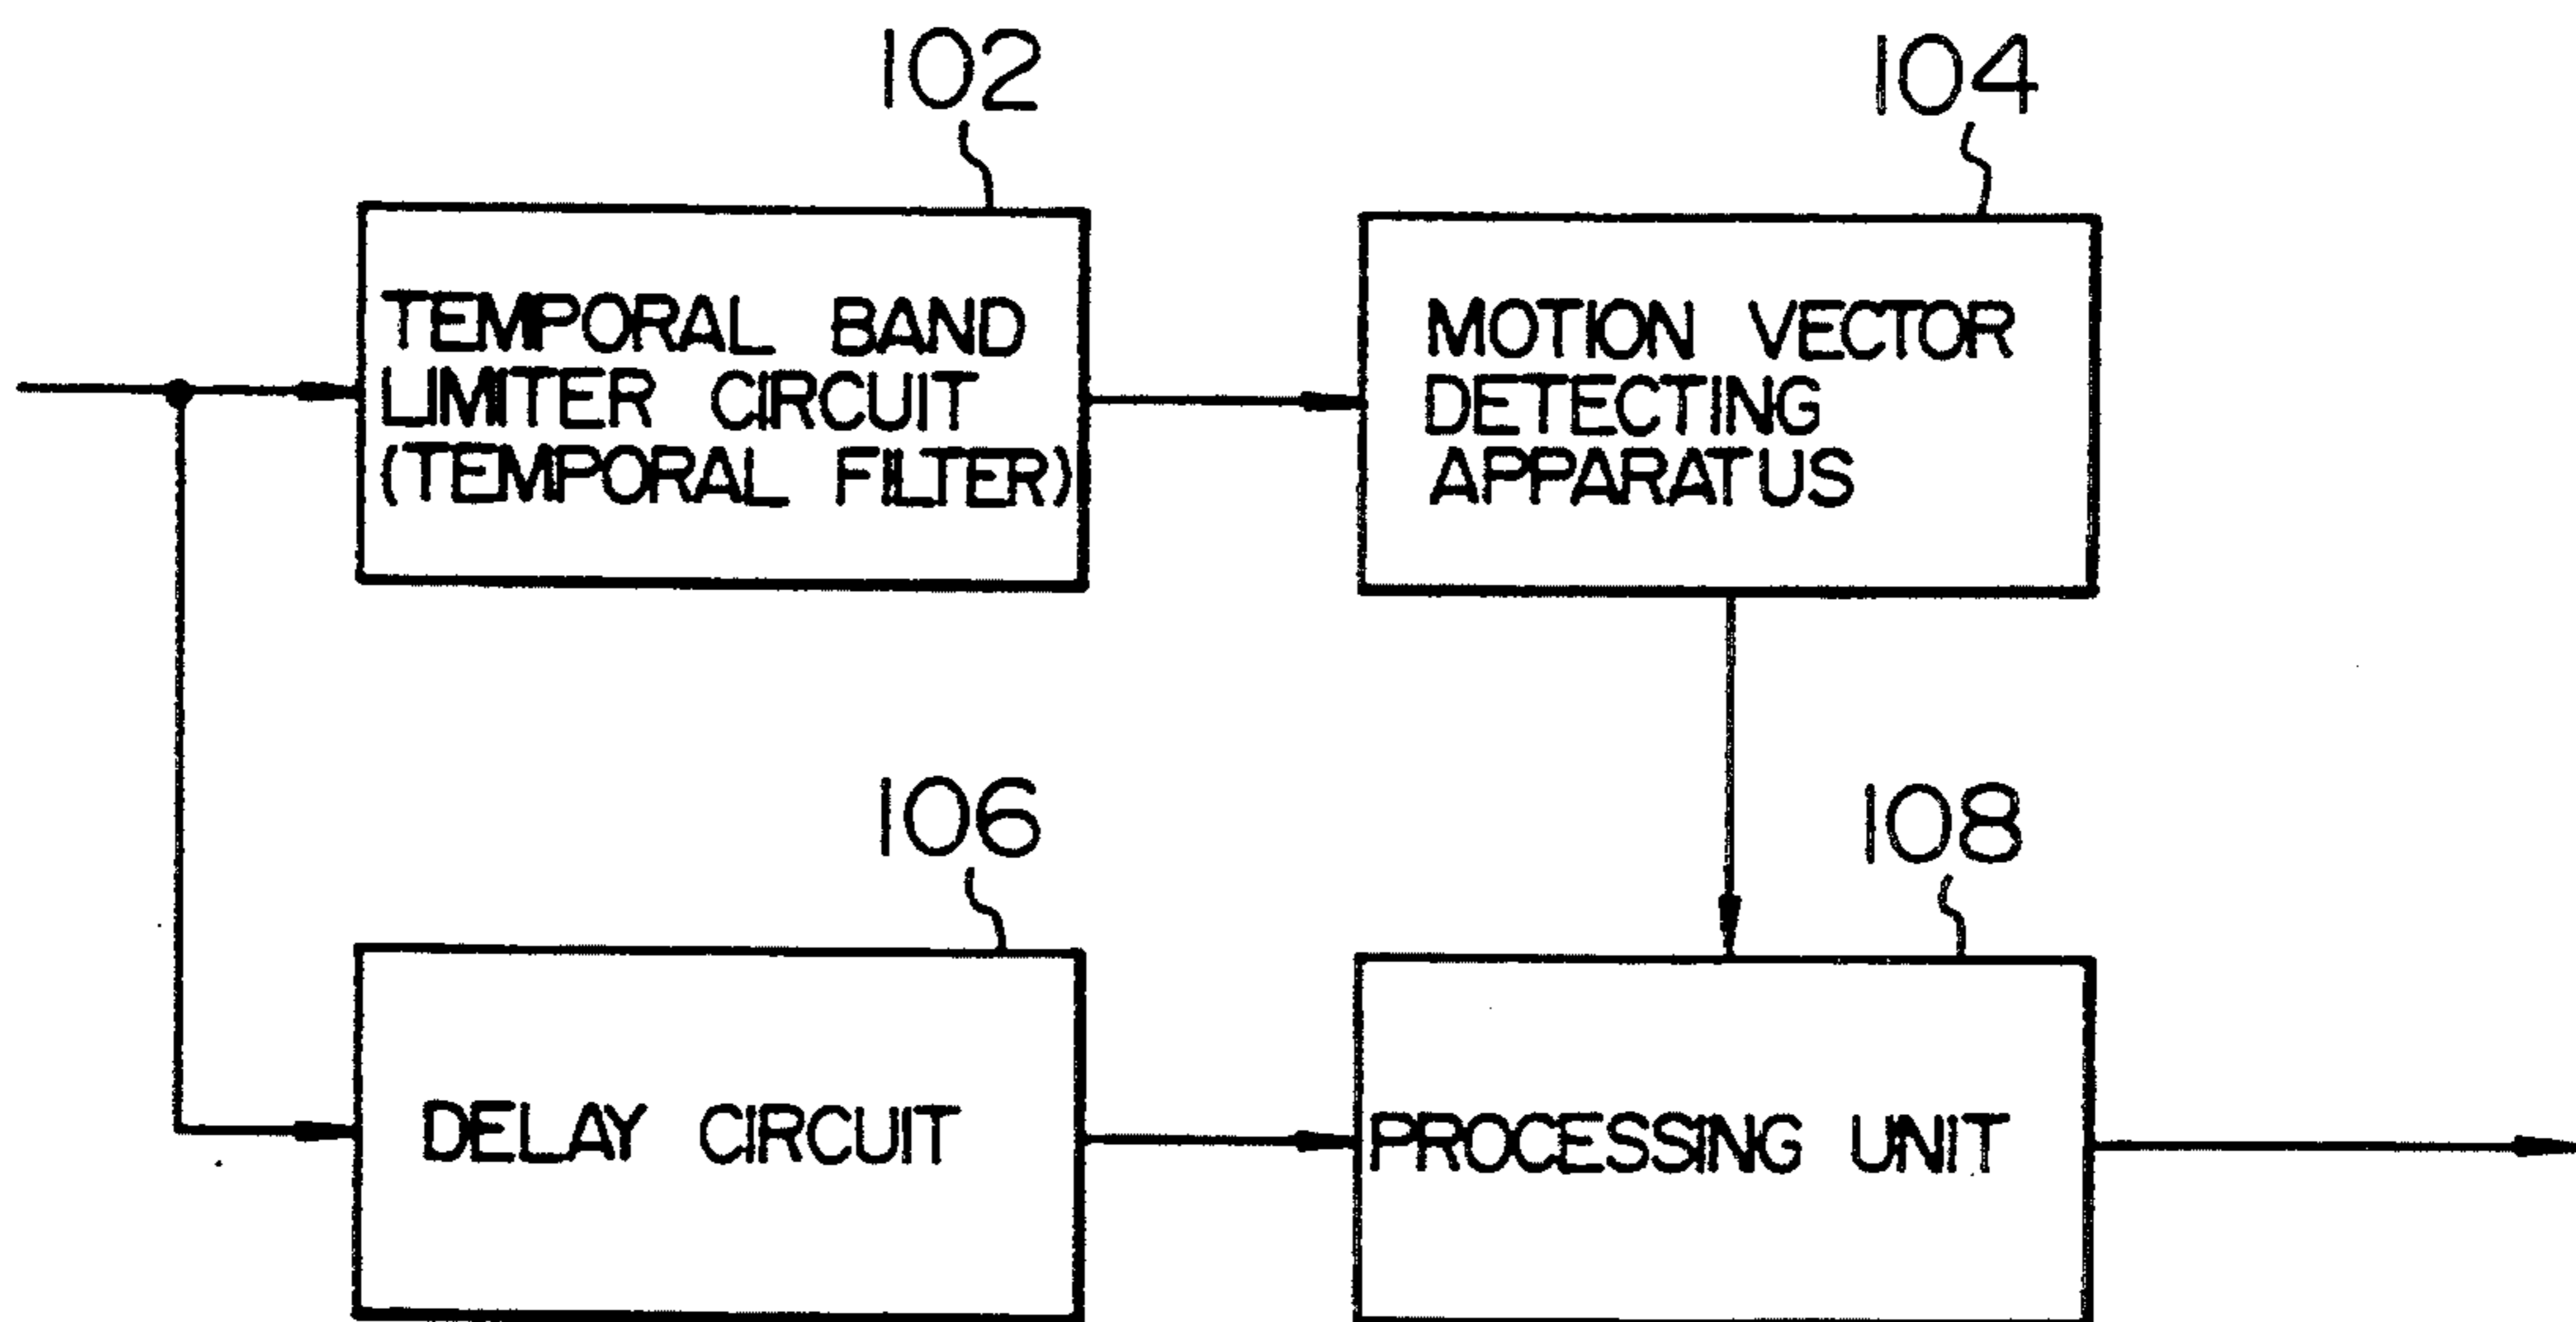 102
104
TEMPORAL BAND
LIMITER CIRCUIT
(TEMPORAL FILTER)
MOTION VECTOR
DETECTING
APPARATUS
106
108
DELAY CIRCUIT
PROCESSING UNIT